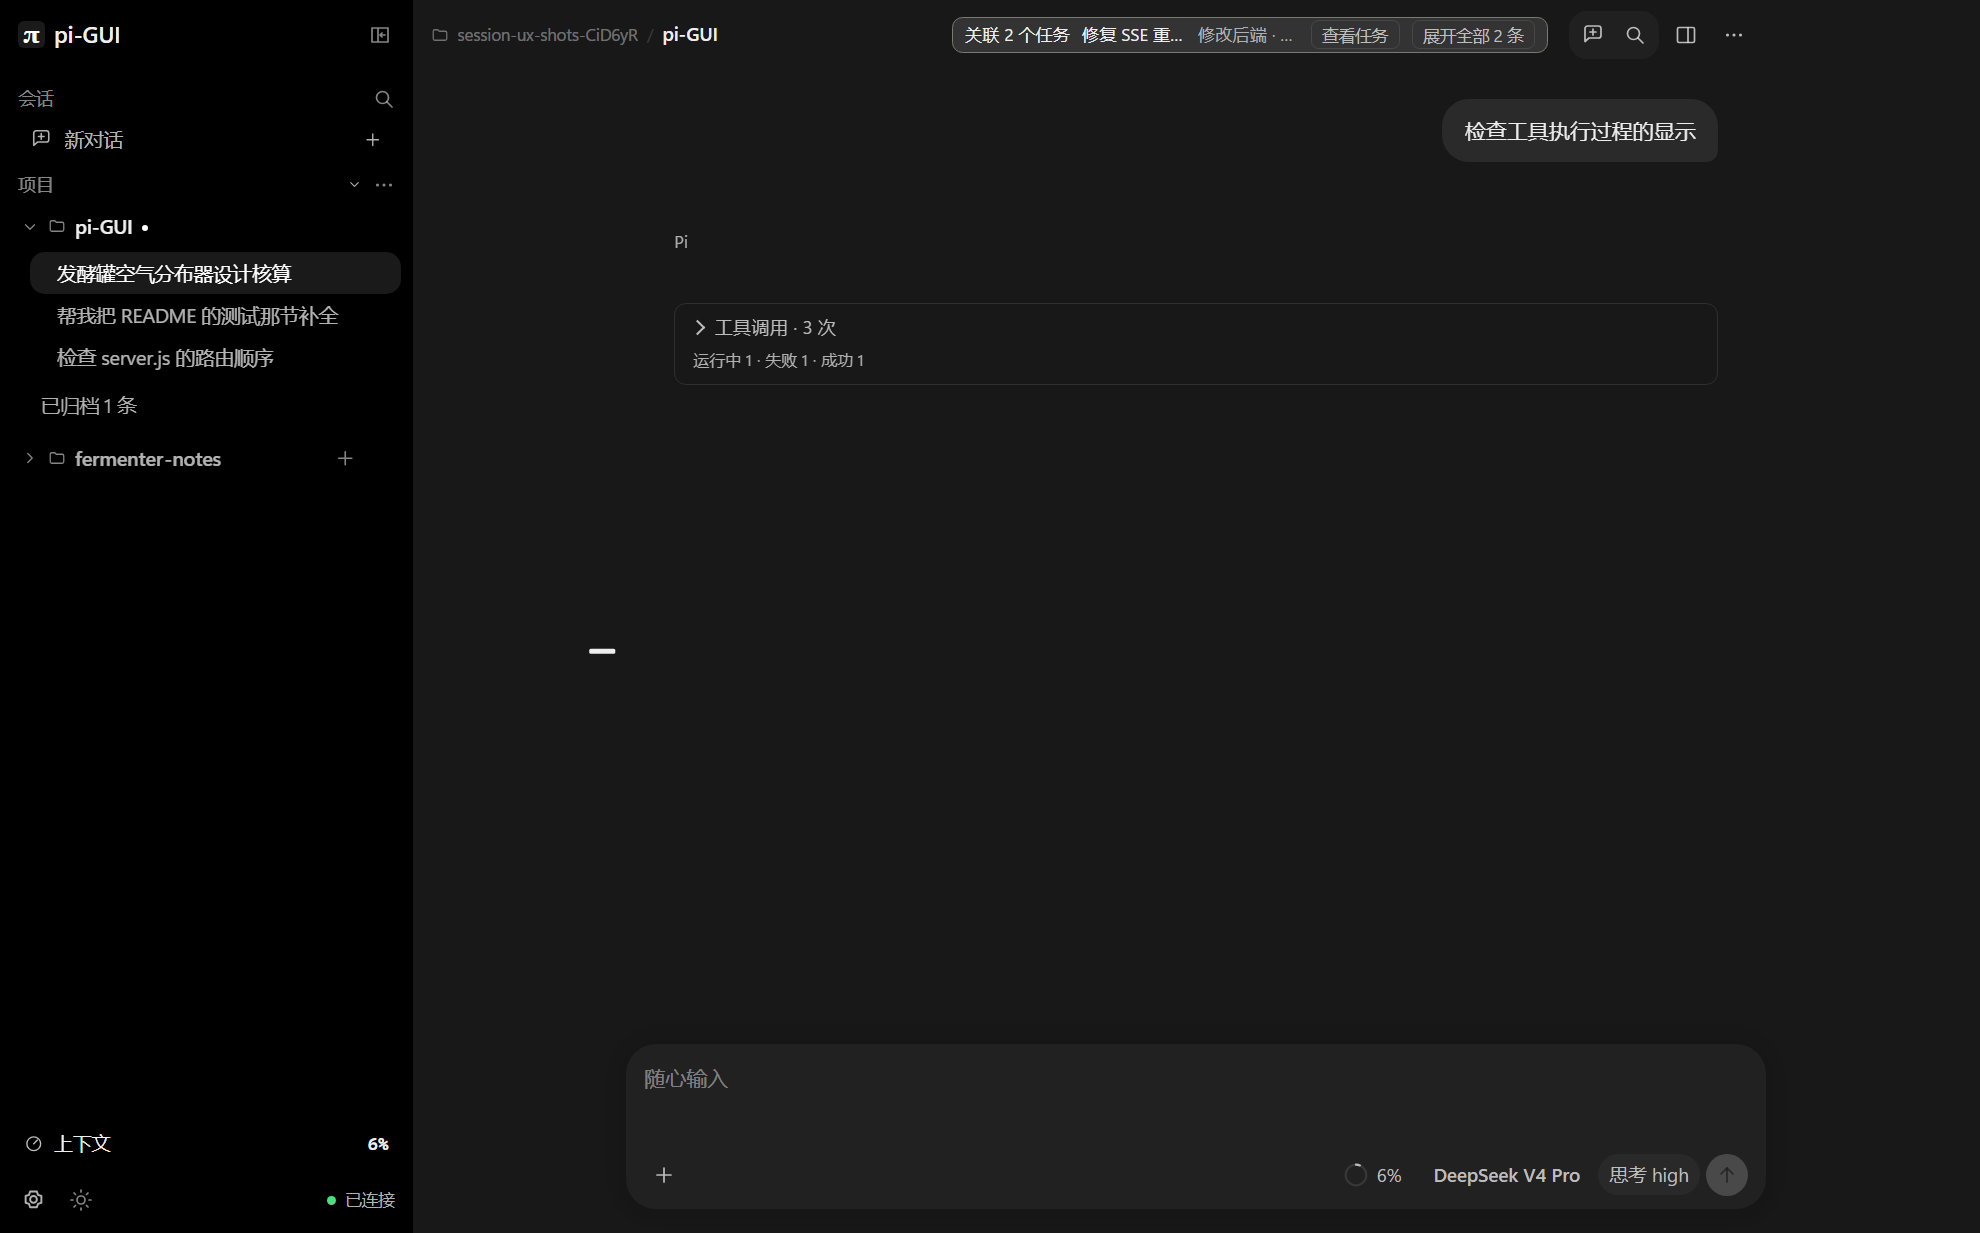 π pi-GUI
会话
新对话
项目
pi-GUI
发酵罐空气分布器设计核算
帮我把 README 的测试那节补全
检查 server.js 的路由顺序
已归档 1 条
fermenter-notes
上下文 6%
已连接
session-ux-shots-CiD6yR / pi-GUI
关联 2 个任务 修复 SSE 重... 修改后端 · ... 查看任务 展开全部 2 条
检查工具执行过程的显示
Pi
工具调用 · 3 次
运行中 1 · 失败 1 · 成功 1
随心输入
6% DeepSeek V4 Pro 思考 high